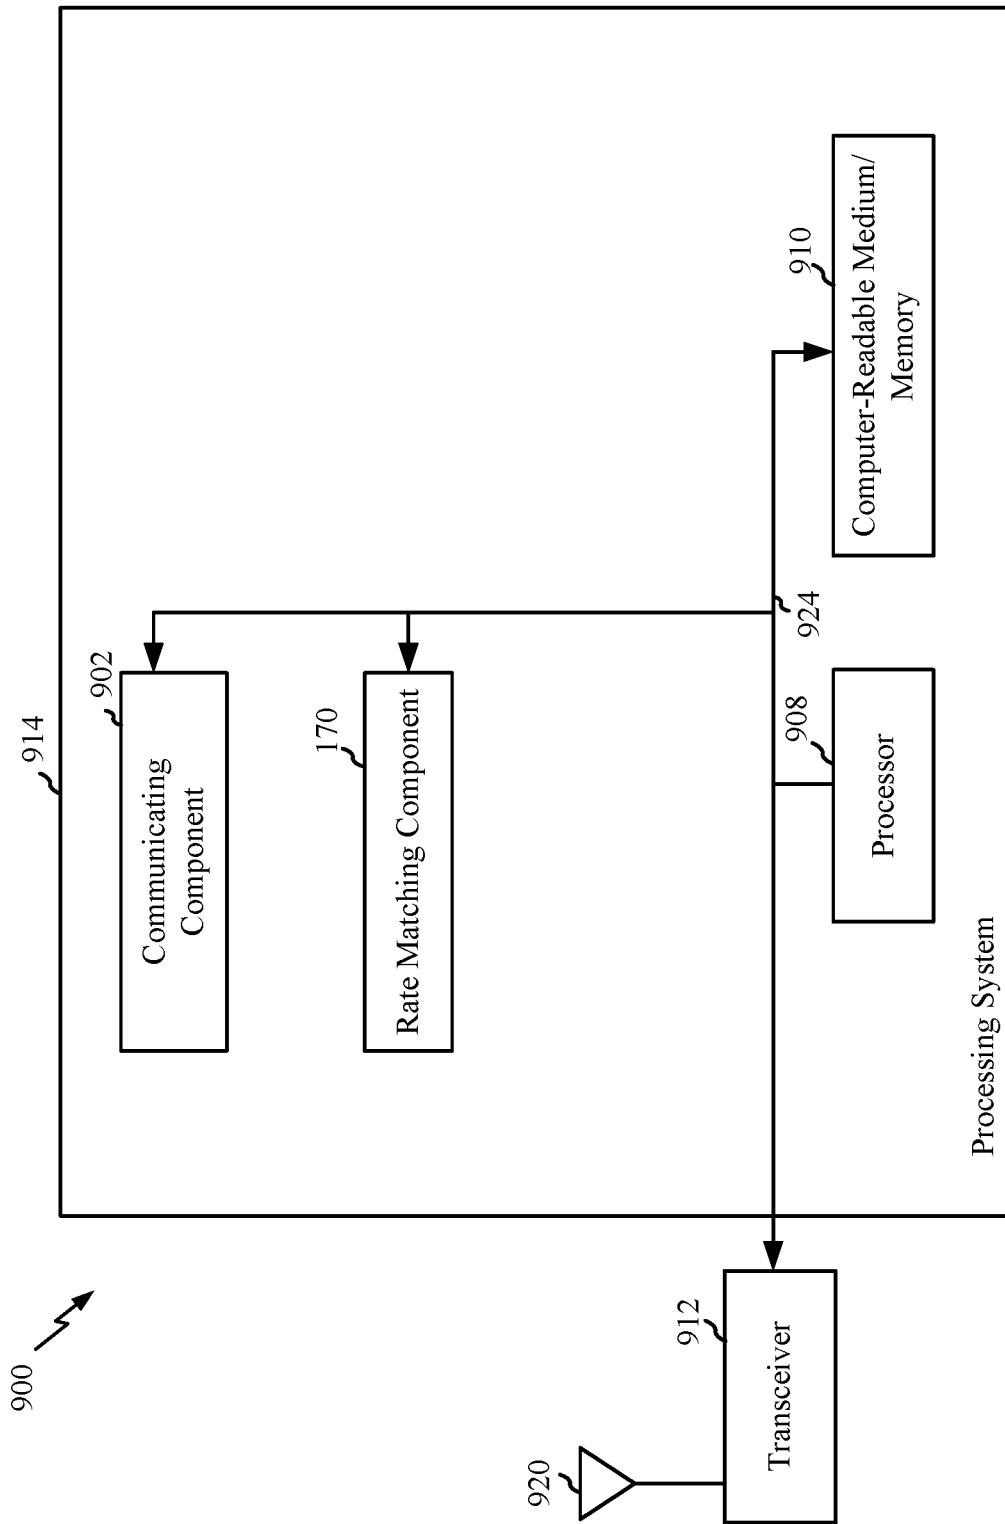 900
914
902
Communicating
Component
170
Rate Matching Component
920
912
Transceiver
924
908
Processor
910
Computer-Readable Medium/
Memory
Processing System